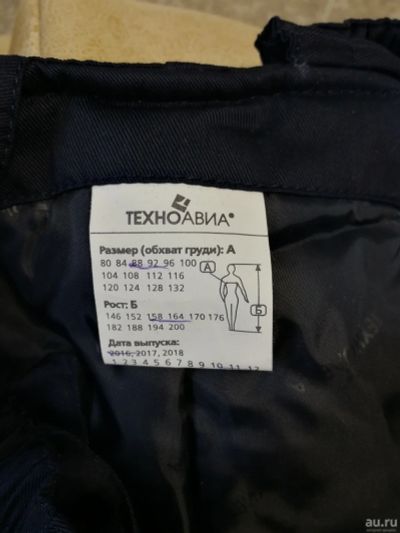 ТЕХНОАВИА®
Размер (обхват груди): А
80 84 88 92 96 100
104 108 112 116
120 124 128 132
А
Рост: Б
146 152 158 164 170 176
182 188 194 200
Б
Дата выпуска:
2016, 2017, 2018
1 2 3 4 5 6 7 8 9 10 11 12
au.ru